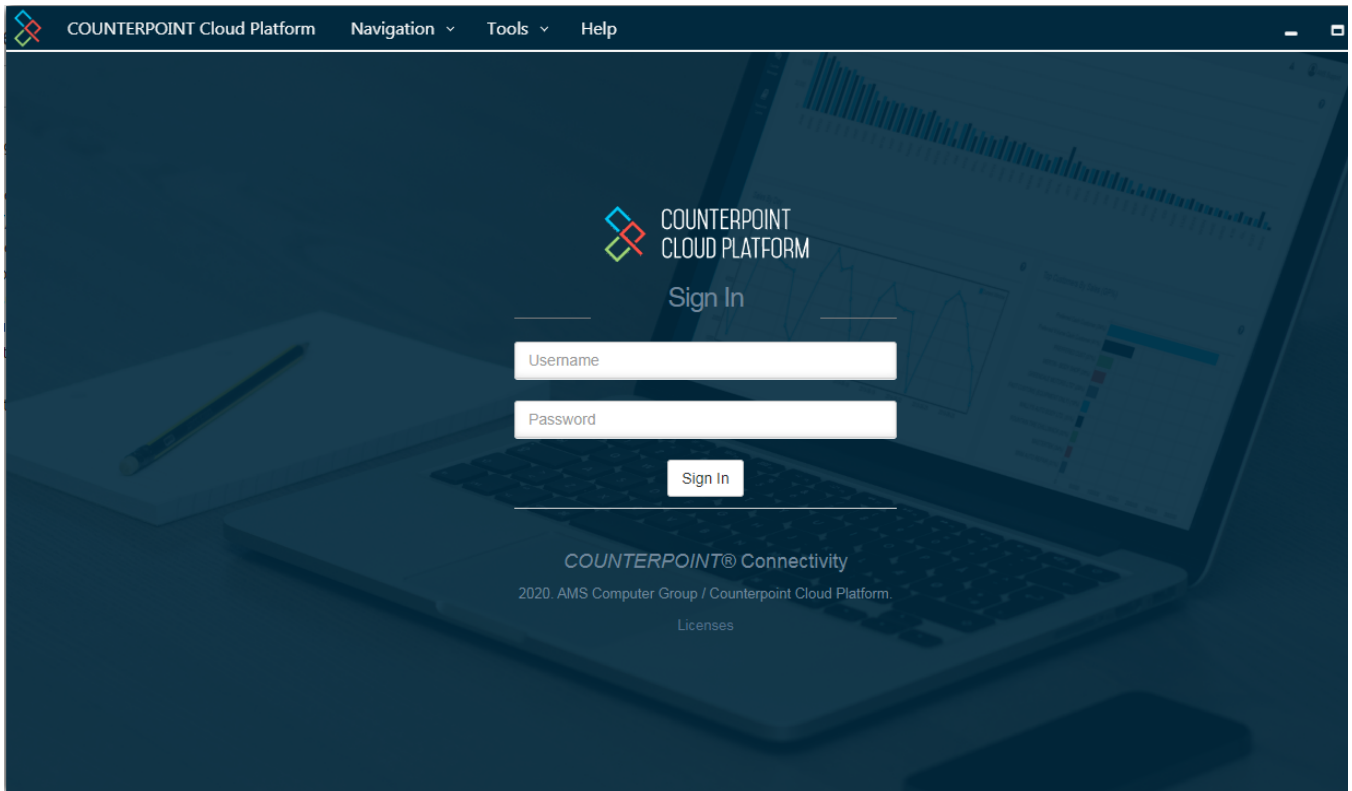 COUNTERPOINT Cloud Platform Navigation Tools Help
COUNTERPOINT
CLOUD PLATFORM
Sign In
Username
Password
Sign In
COUNTERPOINT® Connectivity
2020. AMS Computer Group / Counterpoint Cloud Platform.
Licenses